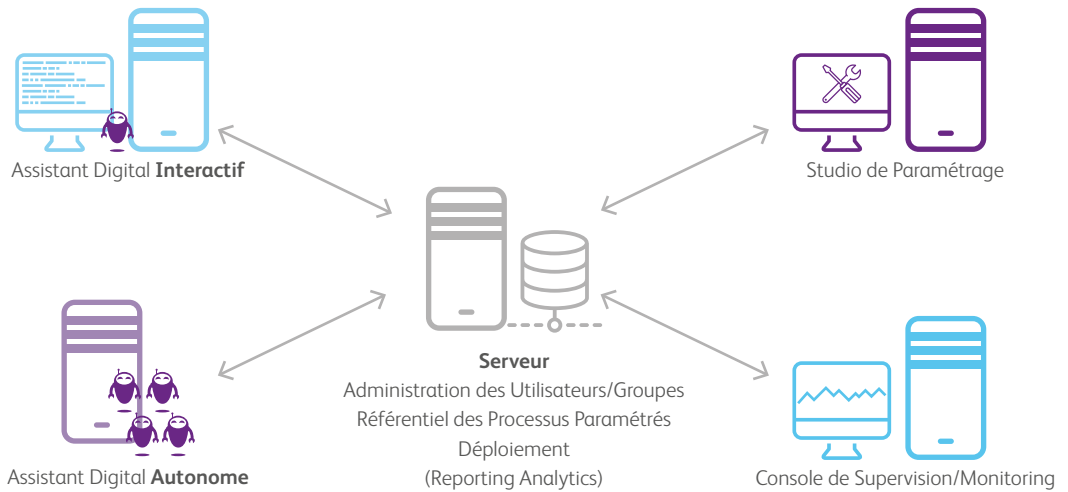 Assistant Digital Interactif
Studio de Paramétrage
Serveur
Administration des Utilisateurs/Groupes
Référentiel des Processus Paramétrés
Déploiement
(Reporting Analytics)
Assistant Digital Autonome
Console de Supervision/Monitoring